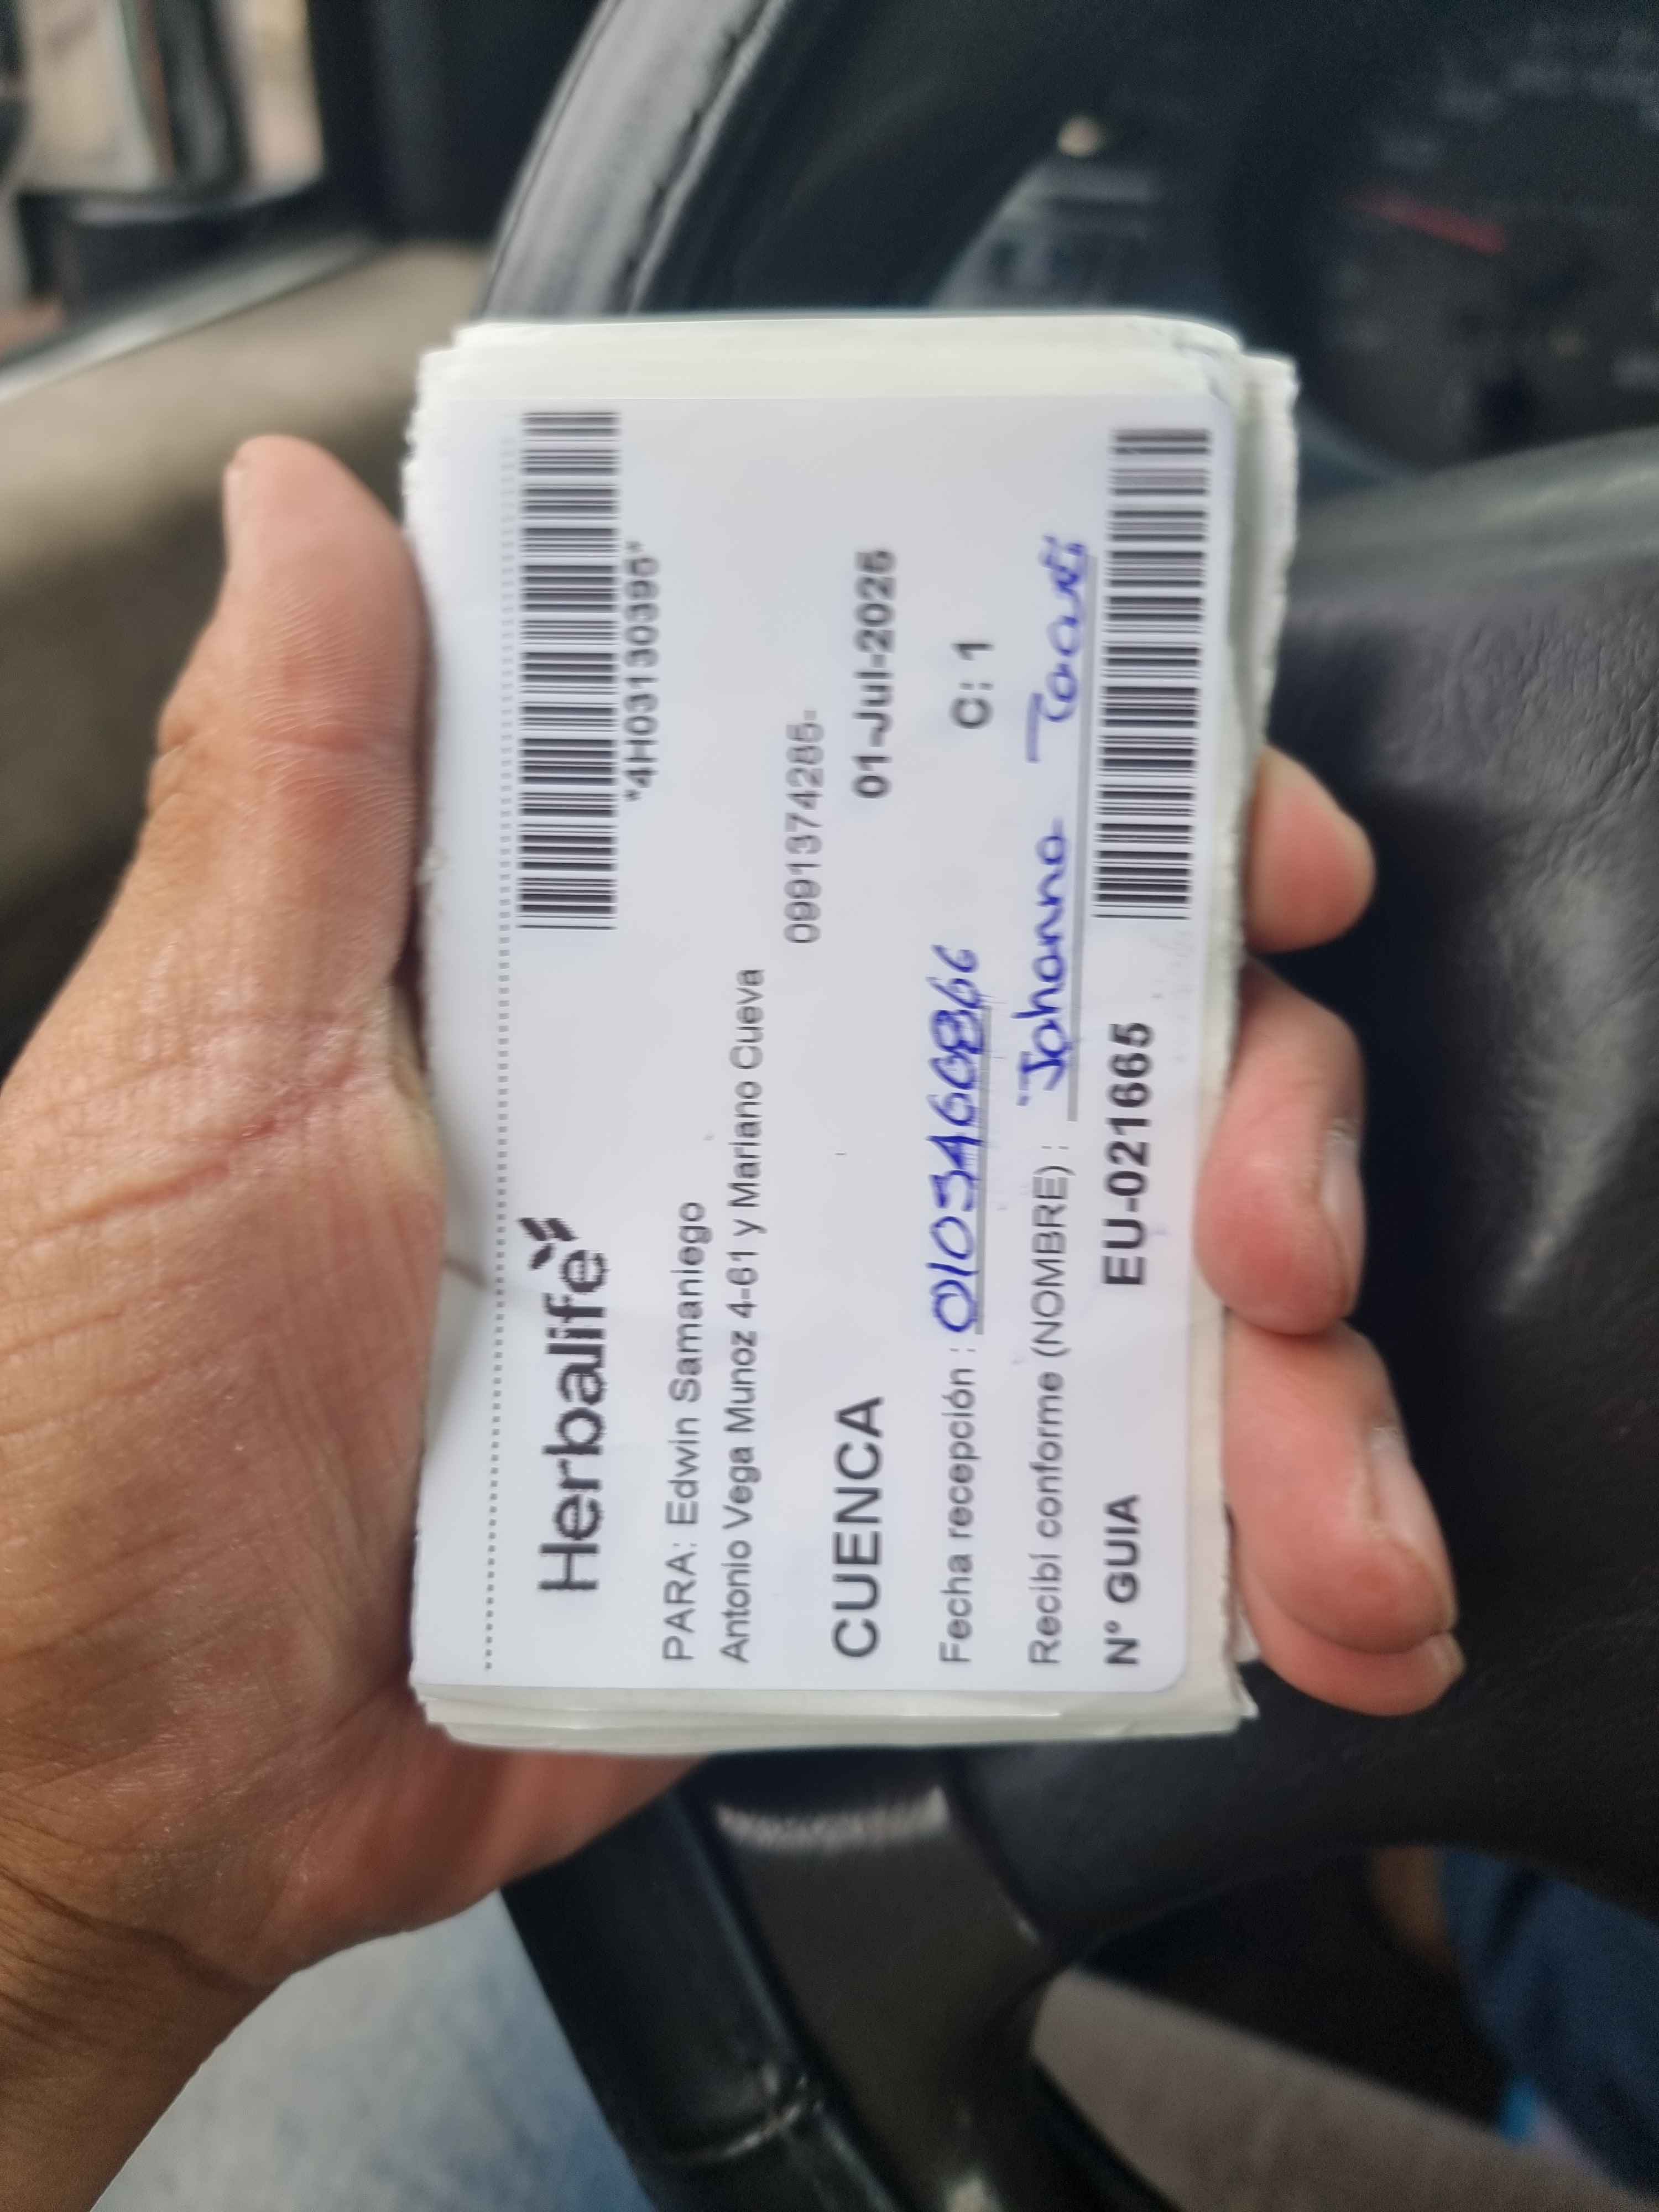 Herbalife
*4H03130395*
PARA: Edwin Samaniego
Antonio Vega Munoz 4-61 y Mariano Cueva
0991374285-
CUENCA
01-Jul-2025
Fecha recepción : 0103460866
C: 1
Recibí conforme (NOMBRE) : Johanna
N° GUIA EU-021665